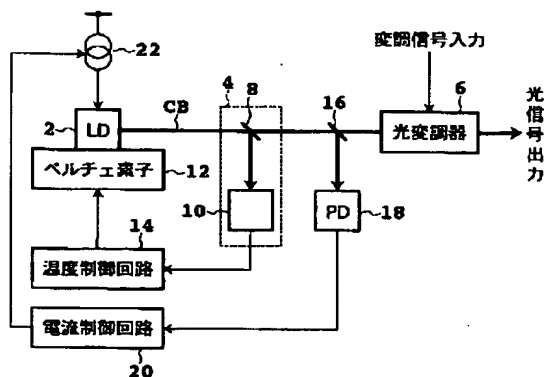 22
変調信号入力
4
8
16
6
CB
2
LD
光変調器
光信号出力
ペルチェ素子
12
10
PD
18
14
温度制御回路
電流制御回路
20